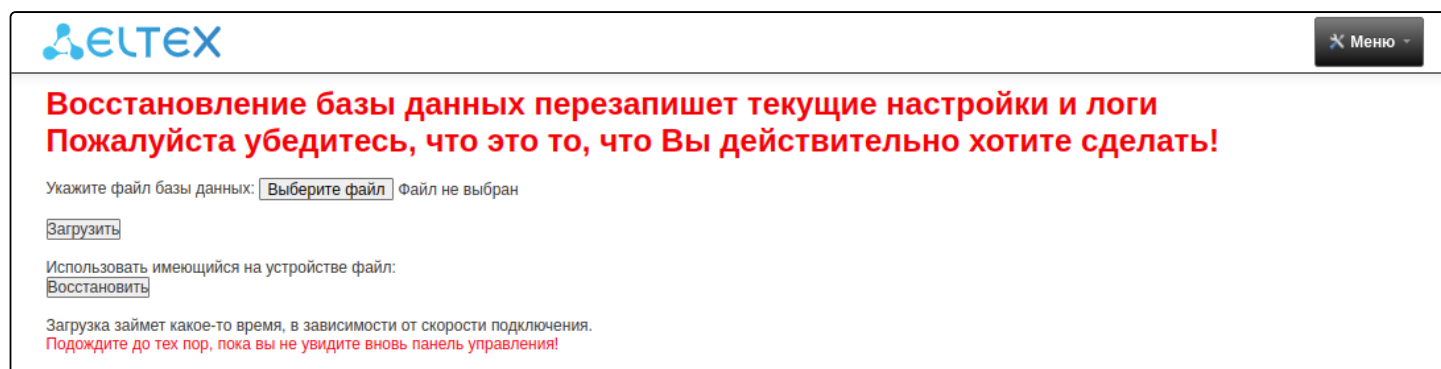 ELTEX
Меню
Восстановление базы данных перезапишет текущие настройки и логи
Пожалуйста убедитесь, что это то, что Вы действительно хотите сделать!
Укажите файл базы данных: Выберите файл Файл не выбран
Загрузить
Использовать имеющийся на устройстве файл:
Восстановить
Загрузка займет какое-то время, в зависимости от скорости подключения.
Подождите до тех пор, пока вы не увидите вновь панель управления!